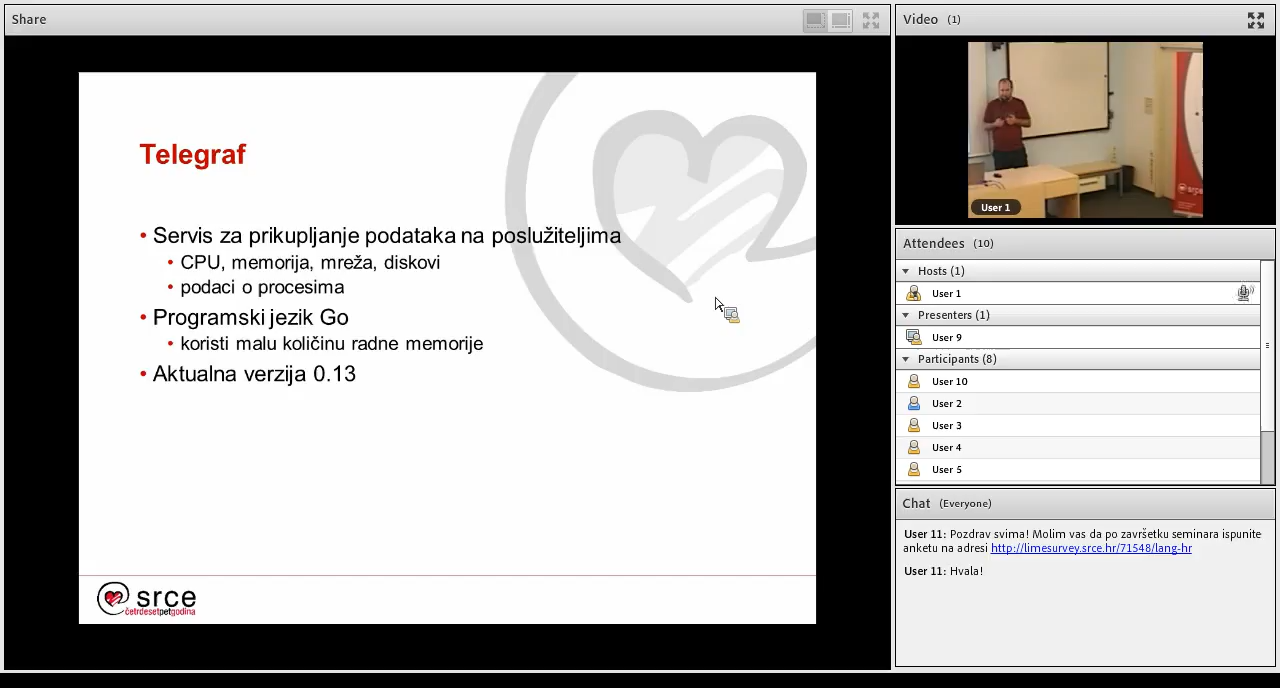 Share
Telegraf
• Servis za prikupljanje podataka na poslužiteljima
• CPU, memorija, mreža, diskovi
• podaci o procesima
• Programski jezik Go
• koristi malu količinu radne memorije
• Aktualna verzija 0.13
srce
četrdesetpetgodina
Video (1)
srce
User 1
Attendees (10)
Hosts (1)
User 1
Presenters (1)
User 9
Participants (8)
User 10
User 2
User 3
User 4
User 5
Chat (Everyone)
User 11: Pozdrav svima! Molim vas da po završetku seminara ispunite
anketu na adresi http://limesurvey.srce.hr/71548/lang-hr
User 11: Hvala!